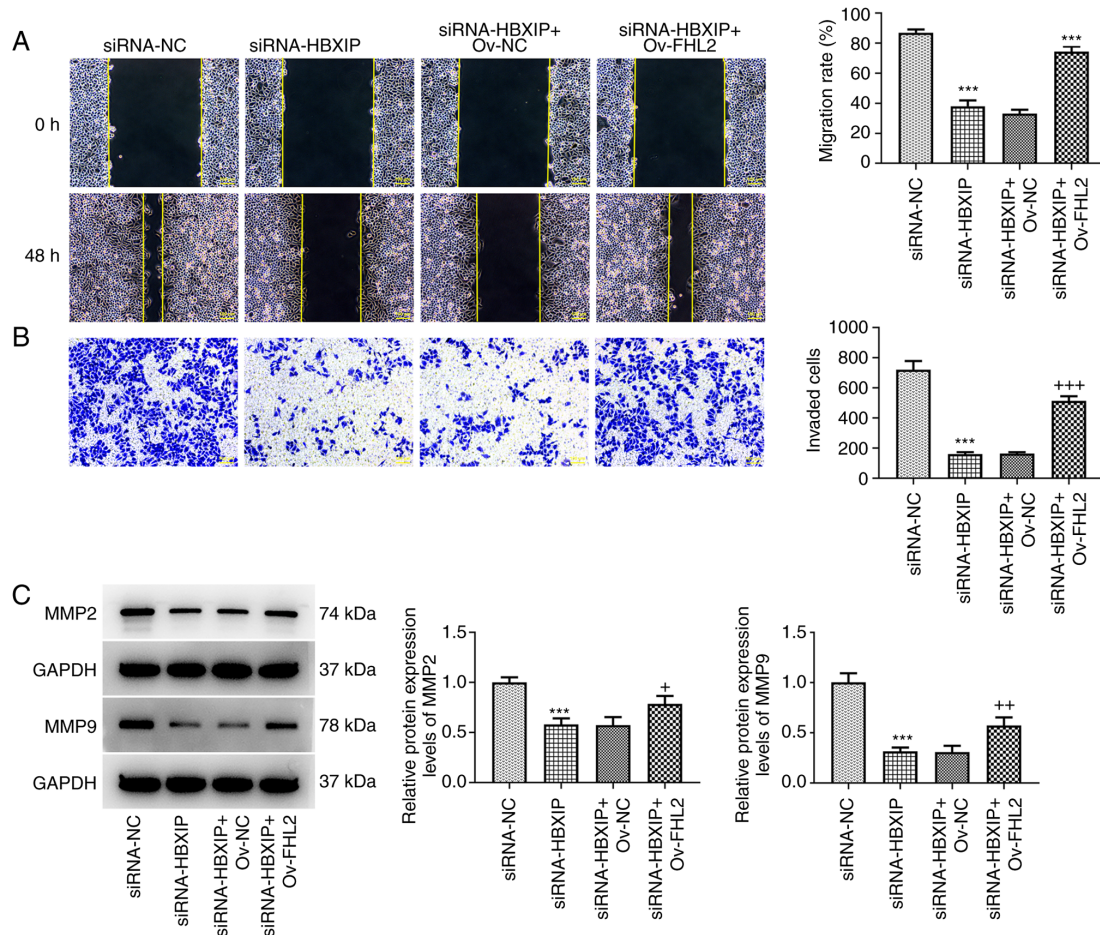 A
siRNA-NC
siRNA-HBXIP
siRNA-HBXIP+
Ov-NC
siRNA-HBXIP+
Ov-FHL2
0 h
48 h
Migration rate (%)
100
80
60
40
20
0
***
***
siRNA-NC
siRNA-HBXIP
siRNA-HBXIP+
Ov-NC
siRNA-HBXIP+
Ov-FHL2
B
Invaded cells
1000
800
600
400
200
0
***
+++
siRNA-NC
siRNA-HBXIP
siRNA-HBXIP+
Ov-NC
siRNA-HBXIP+
Ov-FHL2
C
MMP2
74 kDa
GAPDH
37 kDa
MMP9
78 kDa
GAPDH
37 kDa
siRNA-NC
siRNA-HBXIP
siRNA-HBXIP+
Ov-NC
siRNA-HBXIP+
Ov-FHL2
Relative protein expression
levels of MMP2
1.5
1.0
0.5
0.0
***
+
siRNA-NC
siRNA-HBXIP
siRNA-HBXIP+
Ov-NC
siRNA-HBXIP+
Ov-FHL2
Relative protein expression
levels of MMP9
1.5
1.0
0.5
0.0
***
++
siRNA-NC
siRNA-HBXIP
siRNA-HBXIP+
Ov-NC
siRNA-HBXIP+
Ov-FHL2